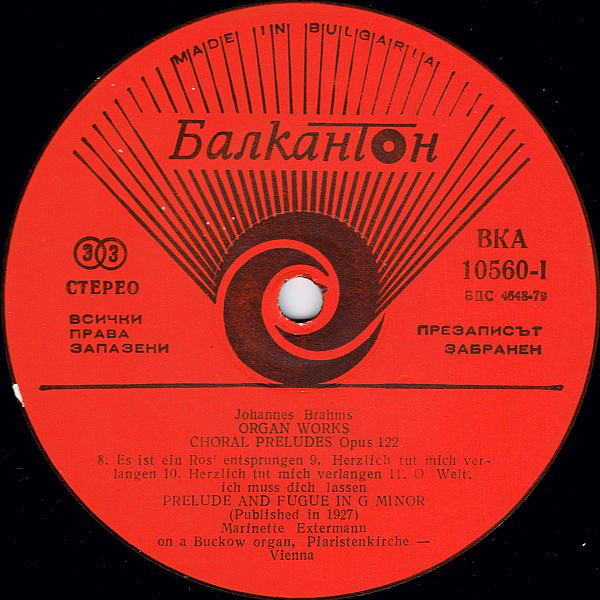 MADE IN BULGARIA
Балкантон
33
СТЕРЕО
ВСИЧКИ
ПРАВА
ЗАПАЗЕНИ
ВКА
10560-I
БДС 4648-79
ПРЕЗАПИСЪТ
ЗАБРАНЕН
Johannes Brahms
ORGAN WORKS
CHORAL PRELUDES Opus 122
8. Es ist ein Ros' entsprungen 9. Herzlich tut mich ver-
langen 10. Herzlich tut mich verlangen 11. O Welt,
ich muss dich lassen
PRELUDE AND FUGUE IN G MINOR
(Published in 1927)
Marinette Extermann
on a Buckow organ, Piaristenkirche —
Vienna